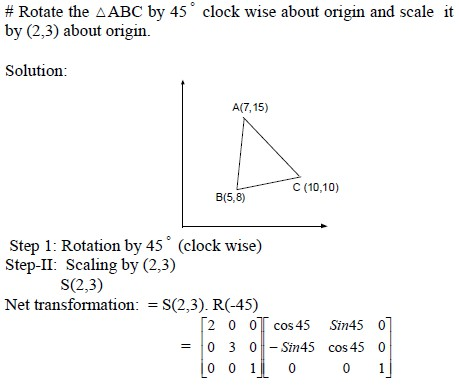 # Rotate the △ABC by 45° clock wise about origin and scale it
by (2,3) about origin.
Solution:
A(7,15)
C (10,10)
B(5,8)
Step 1: Rotation by 45° (clock wise)
Step-II: Scaling by (2,3)
S(2,3)
Net transformation: = S(2,3). R(-45)
= [2 0 0] [cos 45 Sin45 0]
[0 3 0] [− Sin45 cos 45 0]
[0 0 1] [0 0 1]